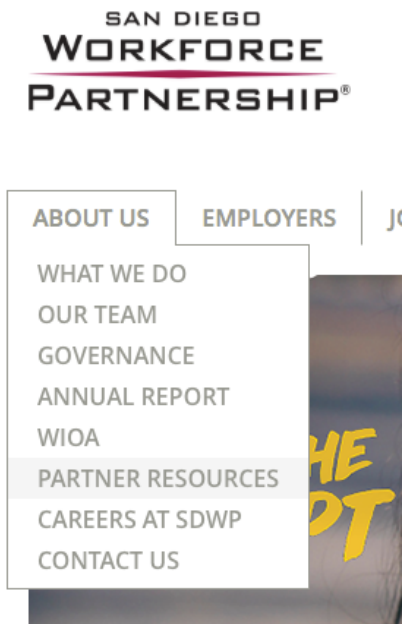 SAN DIEGO
WORKFORCE
PARTNERSHIP®
ABOUT US
EMPLOYERS
WHAT WE DO
OUR TEAM
GOVERNANCE
ANNUAL REPORT
WIOA
PARTNER RESOURCES
CAREERS AT SDWP
CONTACT US